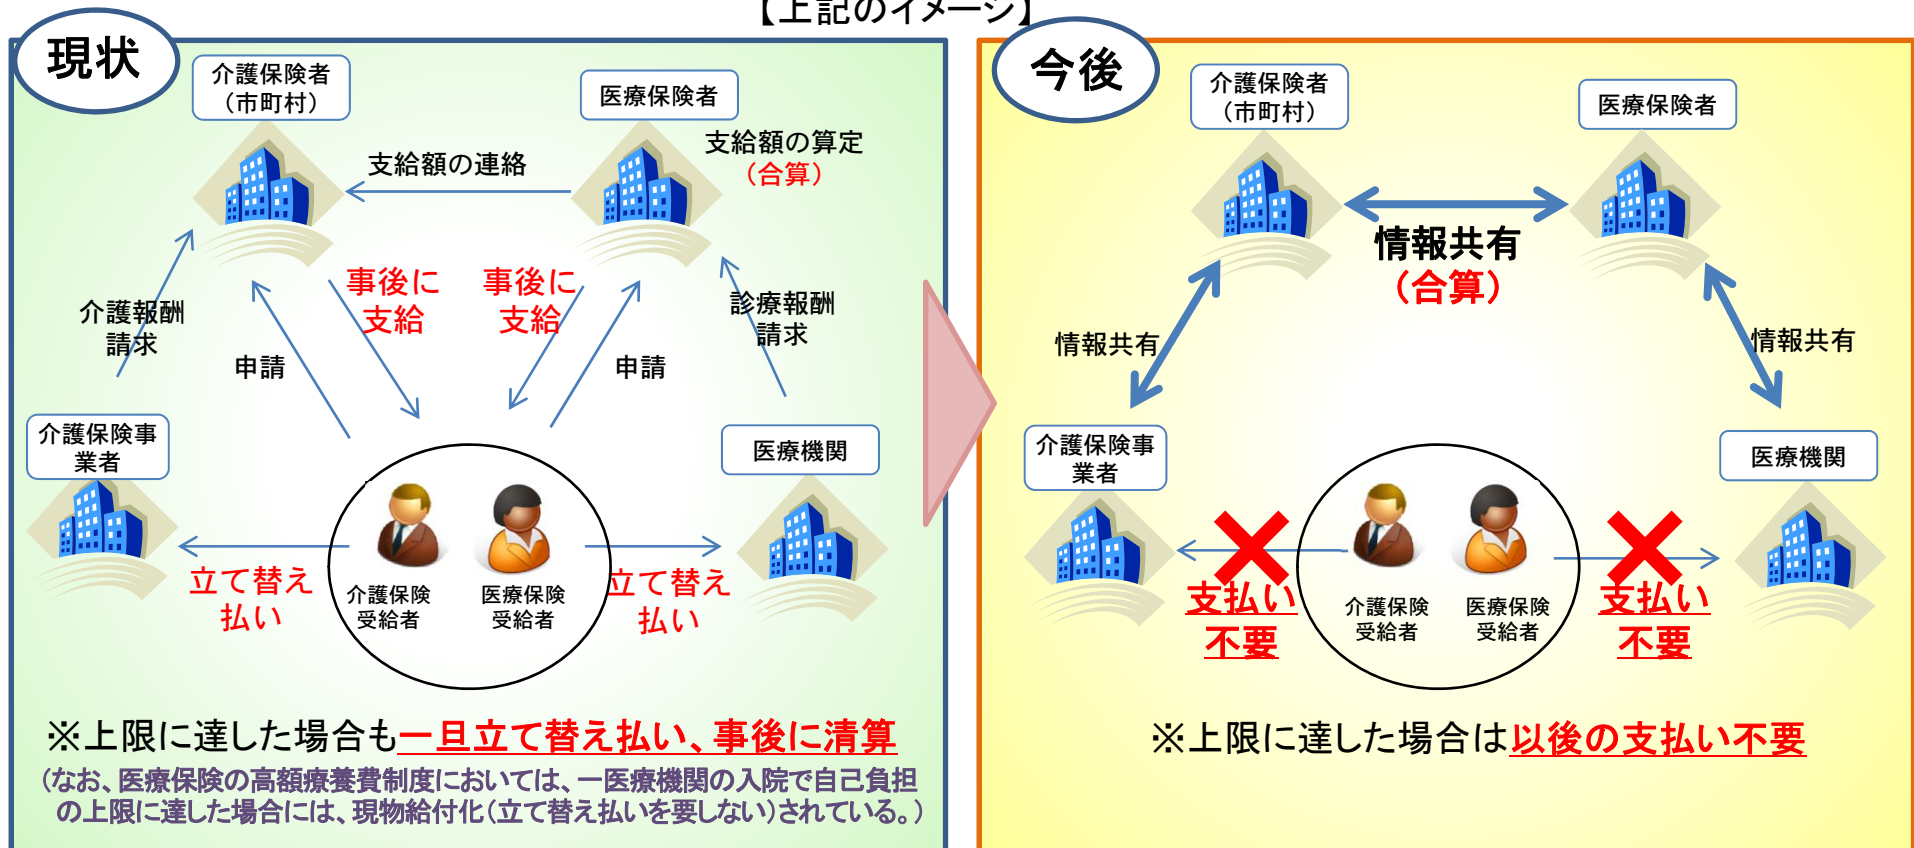 【上記のイメージ】
現状
介護保険者
（市町村）
医療保険者
支給額の算定
（合算）
支給額の連絡
事後に
支給
事後に
支給
介護報酬
請求
申請
申請
診療報酬
請求
介護保険事
業者
医療機関
立て替え
払い
介護保険
受給者
医療保険
受給者
立て替え
払い
※上限に達した場合も一旦立て替え払い、事後に清算
（なお、医療保険の高額療養費制度においては、一医療機関の入院で自己負担
の上限に達した場合には、現物給付化（立て替え払いを要しない）されている。）
今後
介護保険者
（市町村）
医療保険者
情報共有
（合算）
情報共有
情報共有
介護保険事
業者
医療機関
支払い
不要
介護保険
受給者
医療保険
受給者
支払い
不要
※上限に達した場合は以後の支払い不要